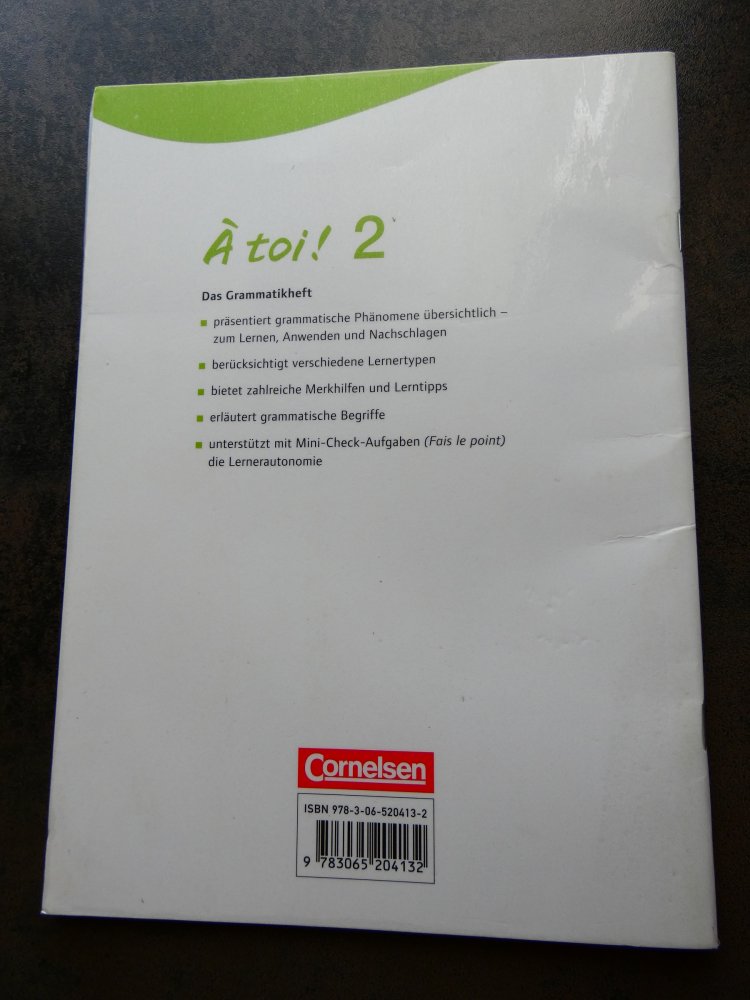 À toi! 2
Das Grammatikheft
präsentiert grammatische Phänomene übersichtlich –
zum Lernen, Anwenden und Nachschlagen
berücksichtigt verschiedene Lernertypen
bietet zahlreiche Merkhilfen und Lerntipps
erläutert grammatische Begriffe
unterstützt mit Mini-Check-Aufgaben (Fais le point)
die Lernerautonomie
Cornelsen
ISBN 978-3-06-520413-2
9 783065 204132